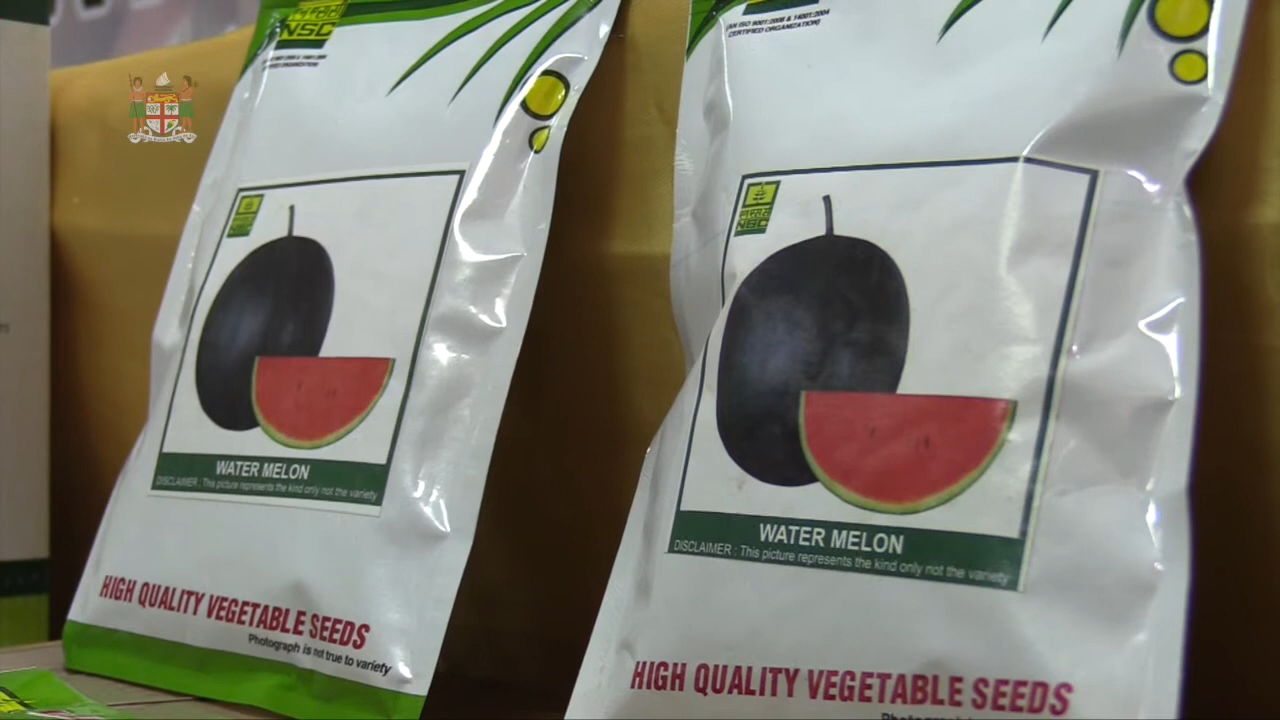 NSC
WATER MELON
DISCLAIMER : This picture represents the kind only not the variety
HIGH QUALITY VEGETABLE SEEDS
Photograph is not true to variety
(AN ISO 9001:2008 & 14001:2004
CERTIFIED ORGANIZATION)
NSC
WATER MELON
DISCLAIMER : This picture represents the kind only not the variety
HIGH QUALITY VEGETABLE SEEDS